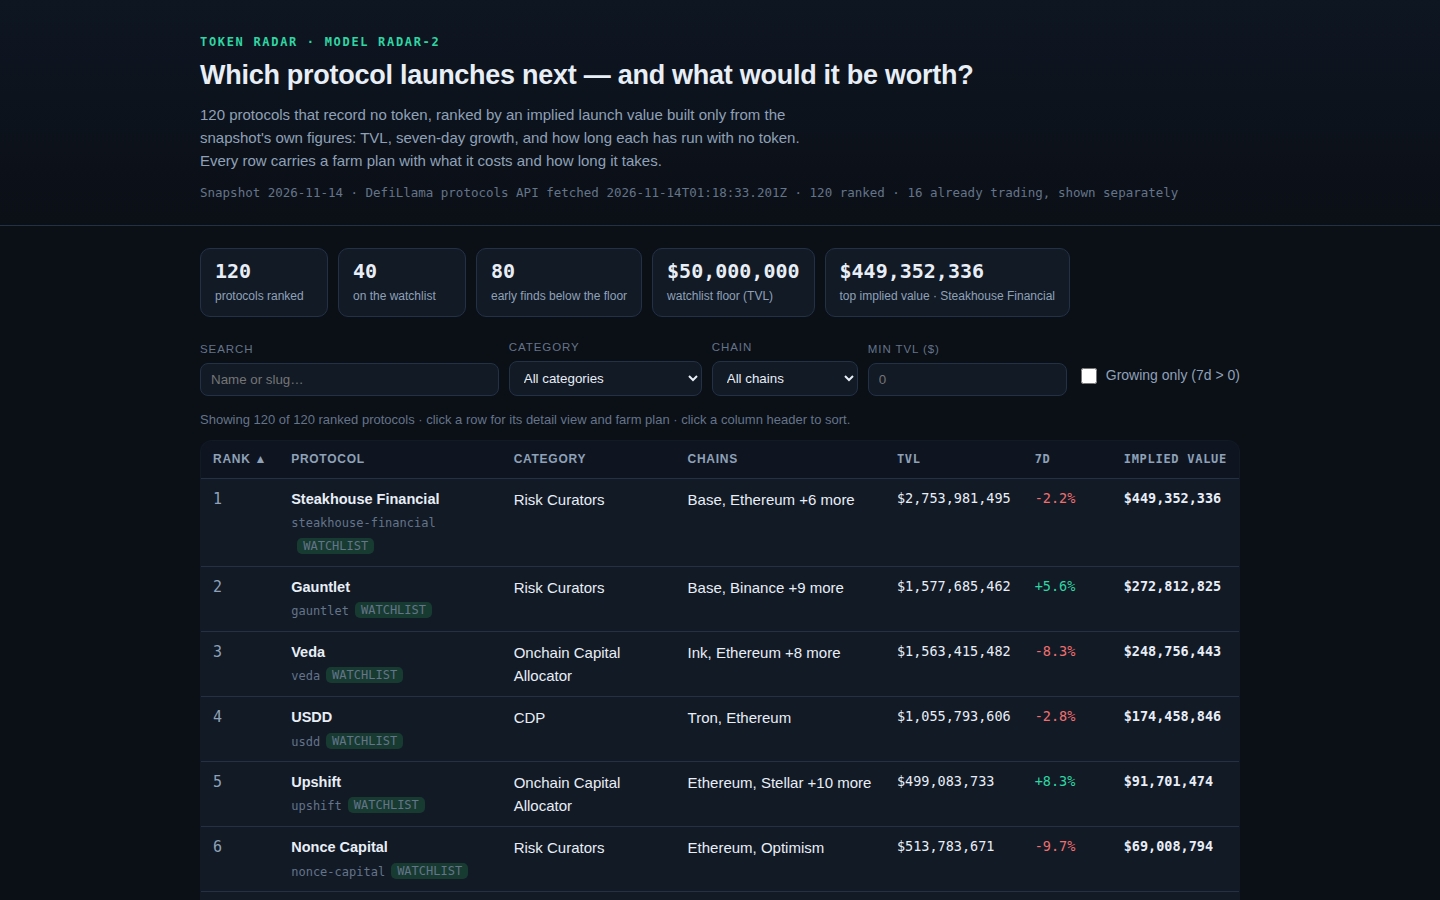 TOKEN RADAR · MODEL RADAR-2
Which protocol launches next — and what would it be worth?
120 protocols that record no token, ranked by an implied launch value built only from the
snapshot's own figures: TVL, seven-day growth, and how long each has run with no token.
Every row carries a farm plan with what it costs and how long it takes.
Snapshot 2026-11-14 · DefiLlama protocols API fetched 2026-11-14T01:18:33.201Z · 120 ranked · 16 already trading, shown separately
120
protocols ranked
40
on the watchlist
80
early finds below the floor
$50,000,000
watchlist floor (TVL)
$449,352,336
top implied value · Steakhouse Financial
SEARCH
Name or slug…
CATEGORY
All categories
CHAIN
All chains
MIN TVL ($)
0
Growing only (7d > 0)
Showing 120 of 120 ranked protocols · click a row for its detail view and farm plan · click a column header to sort.
RANK ▲ PROTOCOL CATEGORY CHAINS TVL 7D IMPLIED VALUE
1 Steakhouse Financial Risk Curators Base, Ethereum +6 more $2,753,981,495 -2.2% $449,352,336
steakhouse-financial
WATCHLIST
2 Gauntlet Risk Curators Base, Binance +9 more $1,577,685,462 +5.6% $272,812,825
gauntlet WATCHLIST
3 Veda Onchain Capital Ink, Ethereum +8 more $1,563,415,482 -8.3% $248,756,443
veda WATCHLIST Allocator
4 USDD CDP Tron, Ethereum $1,055,793,606 -2.8% $174,458,846
usdd WATCHLIST
5 Upshift Onchain Capital Ethereum, Stellar +10 more $499,083,733 +8.3% $91,701,474
upshift WATCHLIST Allocator
6 Nonce Capital Risk Curators Ethereum, Optimism $513,783,671 -9.7% $69,008,794
nonce-capital WATCHLIST